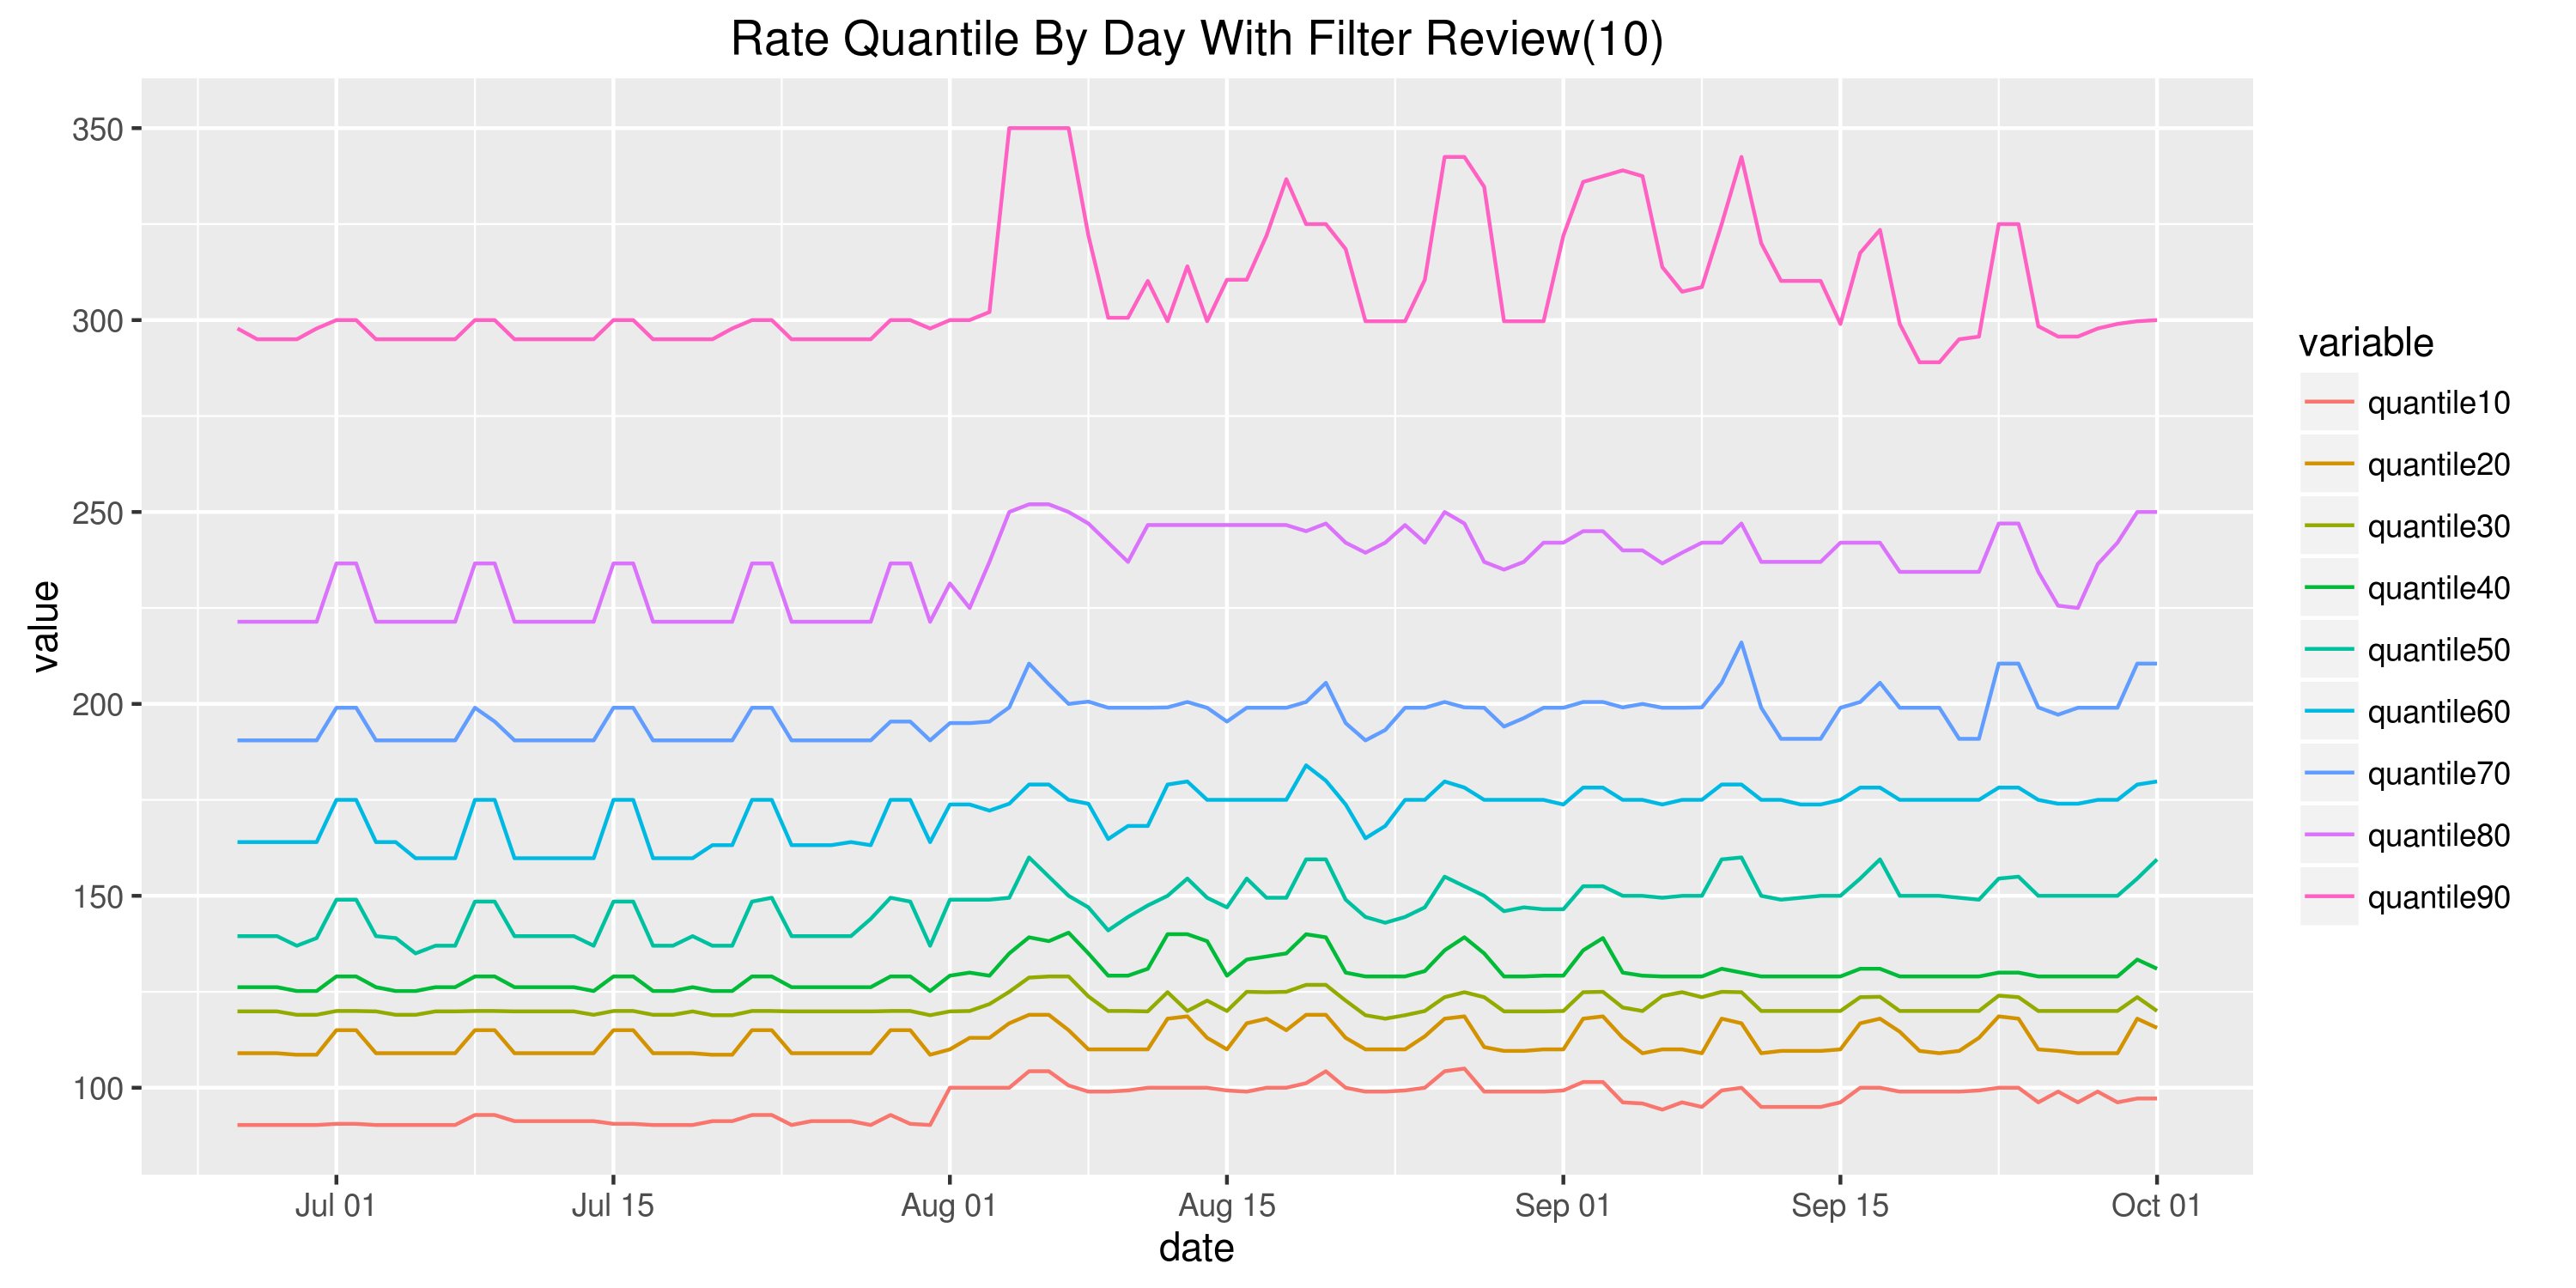 Rate Quantile By Day With Filter Review(10)
350
300
250
200
150
100
value
Jul 01
Jul 15
Aug 01
Aug 15
Sep 01
Sep 15
Oct 01
date
variable
quantile10
quantile20
quantile30
quantile40
quantile50
quantile60
quantile70
quantile80
quantile90